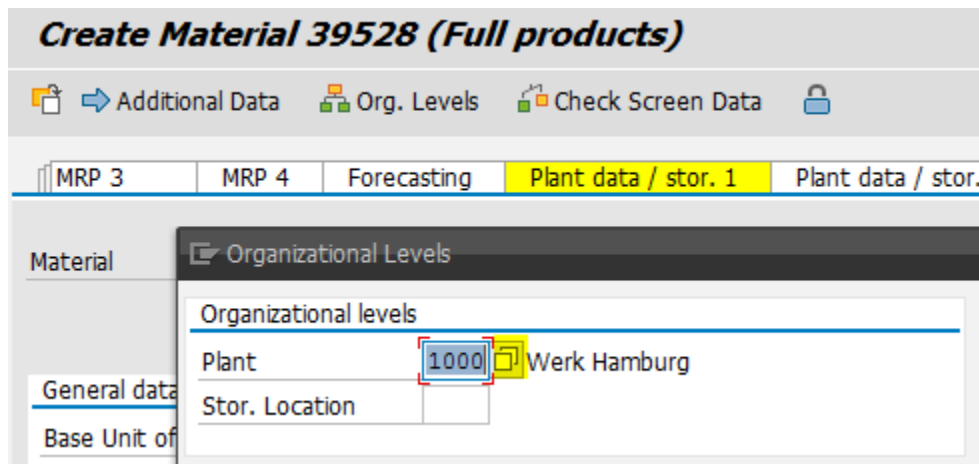 Create Material 39528 (Full products)
Additional Data Org. Levels Check Screen Data
MRP 3 MRP 4 Forecasting Plant data / stor. 1 Plant data / stor.
Material
Organizational Levels
Organizational levels
Plant 1000 Werk Hamburg
General data
Stor. Location
Base Unit of